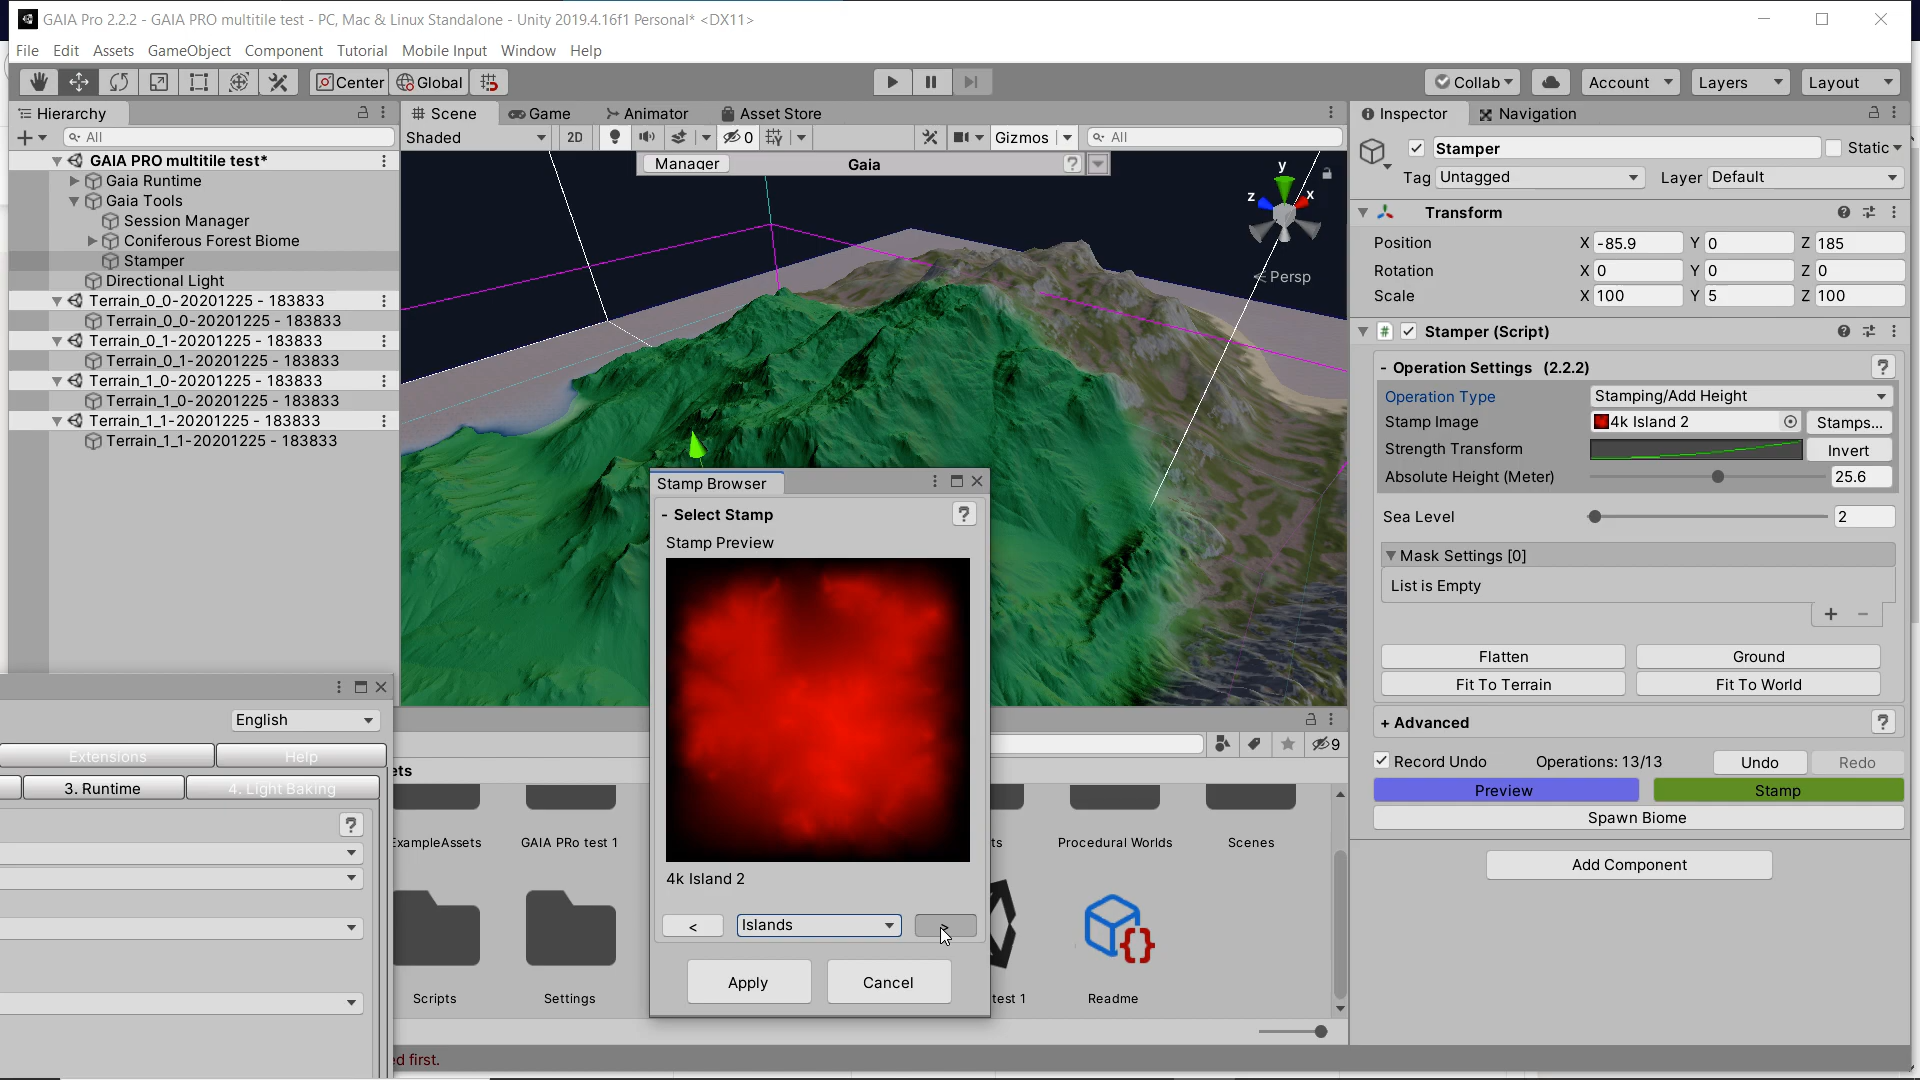 GAIA Pro 2.2.2 - GAIA PRO multitile test - PC, Mac & Linux Standalone - Unity 2019.4.16f1 Personal* <DX11>
File Edit Assets GameObject Component Tutorial Mobile Input Window Help
Center Global Collab Account Layers Layout
Hierarchy
All
GAIA PRO multitile test*
Gaia Runtime
Gaia Tools
Session Manager
Coniferous Forest Biome
Stamper
Directional Light
Terrain_0_0-20201225 - 183833
Terrain_0_0-20201225 - 183833
Terrain_0_1-20201225 - 183833
Terrain_0_1-20201225 - 183833
Terrain_1_0-20201225 - 183833
Terrain_1_0-20201225 - 183833
Terrain_1_1-20201225 - 183833
Terrain_1_1-20201225 - 183833
Scene Game Animator Asset Store
Shaded 2D 0 Gizmos All
Manager Gaia ?
y
z x
< Persp
Stamp Browser
- Select Stamp ?
Stamp Preview
4k Island 2
< Islands >
Apply Cancel
English
Extensions Help
3. Runtime 4. Light Baking
?
9
ets
ExampleAssets GAIA PRo test 1 ts Procedural Worlds Scenes
Scripts Settings test 1 Readme
ed first.
Inspector Navigation
Stamper Static
Tag Untagged Layer Default
Transform
Position X -85.9 Y 0 Z 185
Rotation X 0 Y 0 Z 0
Scale X 100 Y 5 Z 100
# Stamper (Script)
- Operation Settings (2.2.2) ?
Operation Type Stamping/Add Height
Stamp Image 4k Island 2 Stamps...
Strength Transform Invert
Absolute Height (Meter) 25.6
Sea Level 2
Mask Settings [0]
List is Empty
+ −
Flatten Ground
Fit To Terrain Fit To World
+ Advanced ?
Record Undo Operations: 13/13 Undo Redo
Preview Stamp
Spawn Biome
Add Component